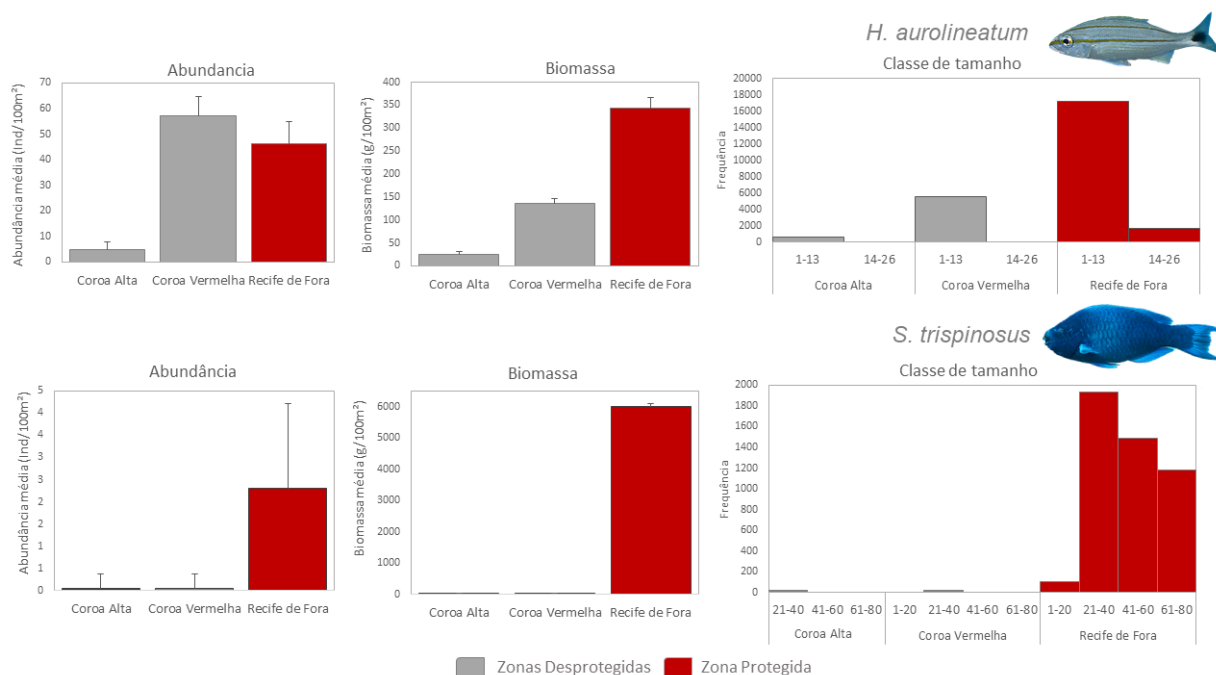 H. aurolineatum
Abundancia
Abundância média (Ind/100m²)
70
60
50
40
30
20
10
0
Coroa Alta Coroa Vermelha Recife de Fora
Biomassa
Biomassa média (g/100m²)
400
350
300
250
200
150
100
50
0
Coroa Alta Coroa Vermelha Recife de Fora
Classe de tamanho
Frequência
20000
18000
16000
14000
12000
10000
8000
6000
4000
2000
0
1-13 14-26 1-13 14-26 1-13 14-26
Coroa Alta Coroa Vermelha Recife de Fora
S. trispinosus
Abundância
Abundância média (Ind/100m²)
5
4
4
3
3
2
2
1
1
0
Coroa Alta Coroa Vermelha Recife de Fora
Biomassa
Biomassa média (g/100m²)
6000
5000
4000
3000
2000
1000
0
Coroa Alta Coroa Vermelha Recife de Fora
Classe de tamanho
Frequência
2000
1800
1600
1400
1200
1000
800
600
400
200
0
21-40 41-60 61-80 1-20 21-40 41-60 61-80 1-20 21-40 41-60 61-80
Coroa Alta Coroa Vermelha Recife de Fora
Zonas Desprotegidas Zona Protegida